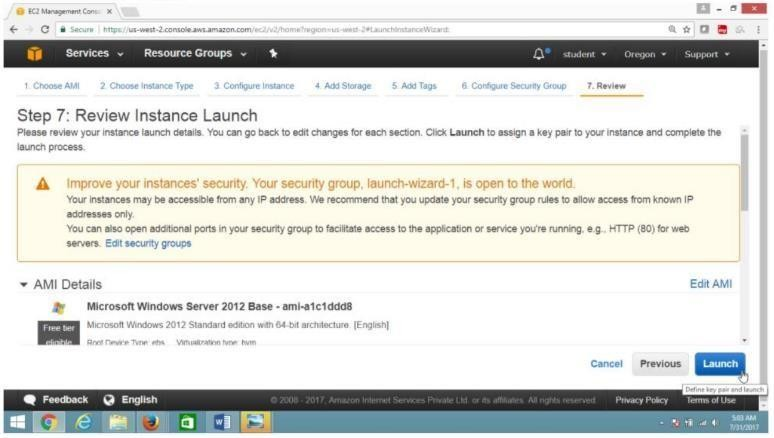 EC2 Management Consol
Secure https://us-west-2.console.aws.amazon.com/ec2/v2/home?region=us-west-2#LaunchInstanceWizard:
Services Resource Groups student Oregon Support
1. Choose AMI 2. Choose Instance Type 3. Configure Instance 4. Add Storage 5. Add Tags 6. Configure Security Group 7. Review
Step 7: Review Instance Launch
Please review your instance launch details. You can go back to edit changes for each section. Click Launch to assign a key pair to your instance and complete the
launch process.
Improve your instances' security. Your security group, launch-wizard-1, is open to the world.
Your instances may be accessible from any IP address. We recommend that you update your security group rules to allow access from known IP
addresses only.
You can also open additional ports in your security group to facilitate access to the application or service you're running, e.g., HTTP (80) for web
servers. Edit security groups
AMI Details Edit AMI
Microsoft Windows Server 2012 Base - ami-a1c1ddd8
Free tier eligible
Microsoft Windows 2012 Standard edition with 64-bit architecture. [English]
Root Device Type: ebs Virtualization type: hvm
Cancel Previous Launch
Define key pair and launch
Feedback English © 2008 - 2017, Amazon Internet Services Private Ltd. or its affiliates. All rights reserved. Privacy Policy Terms of Use
5:03 AM
7/31/2017